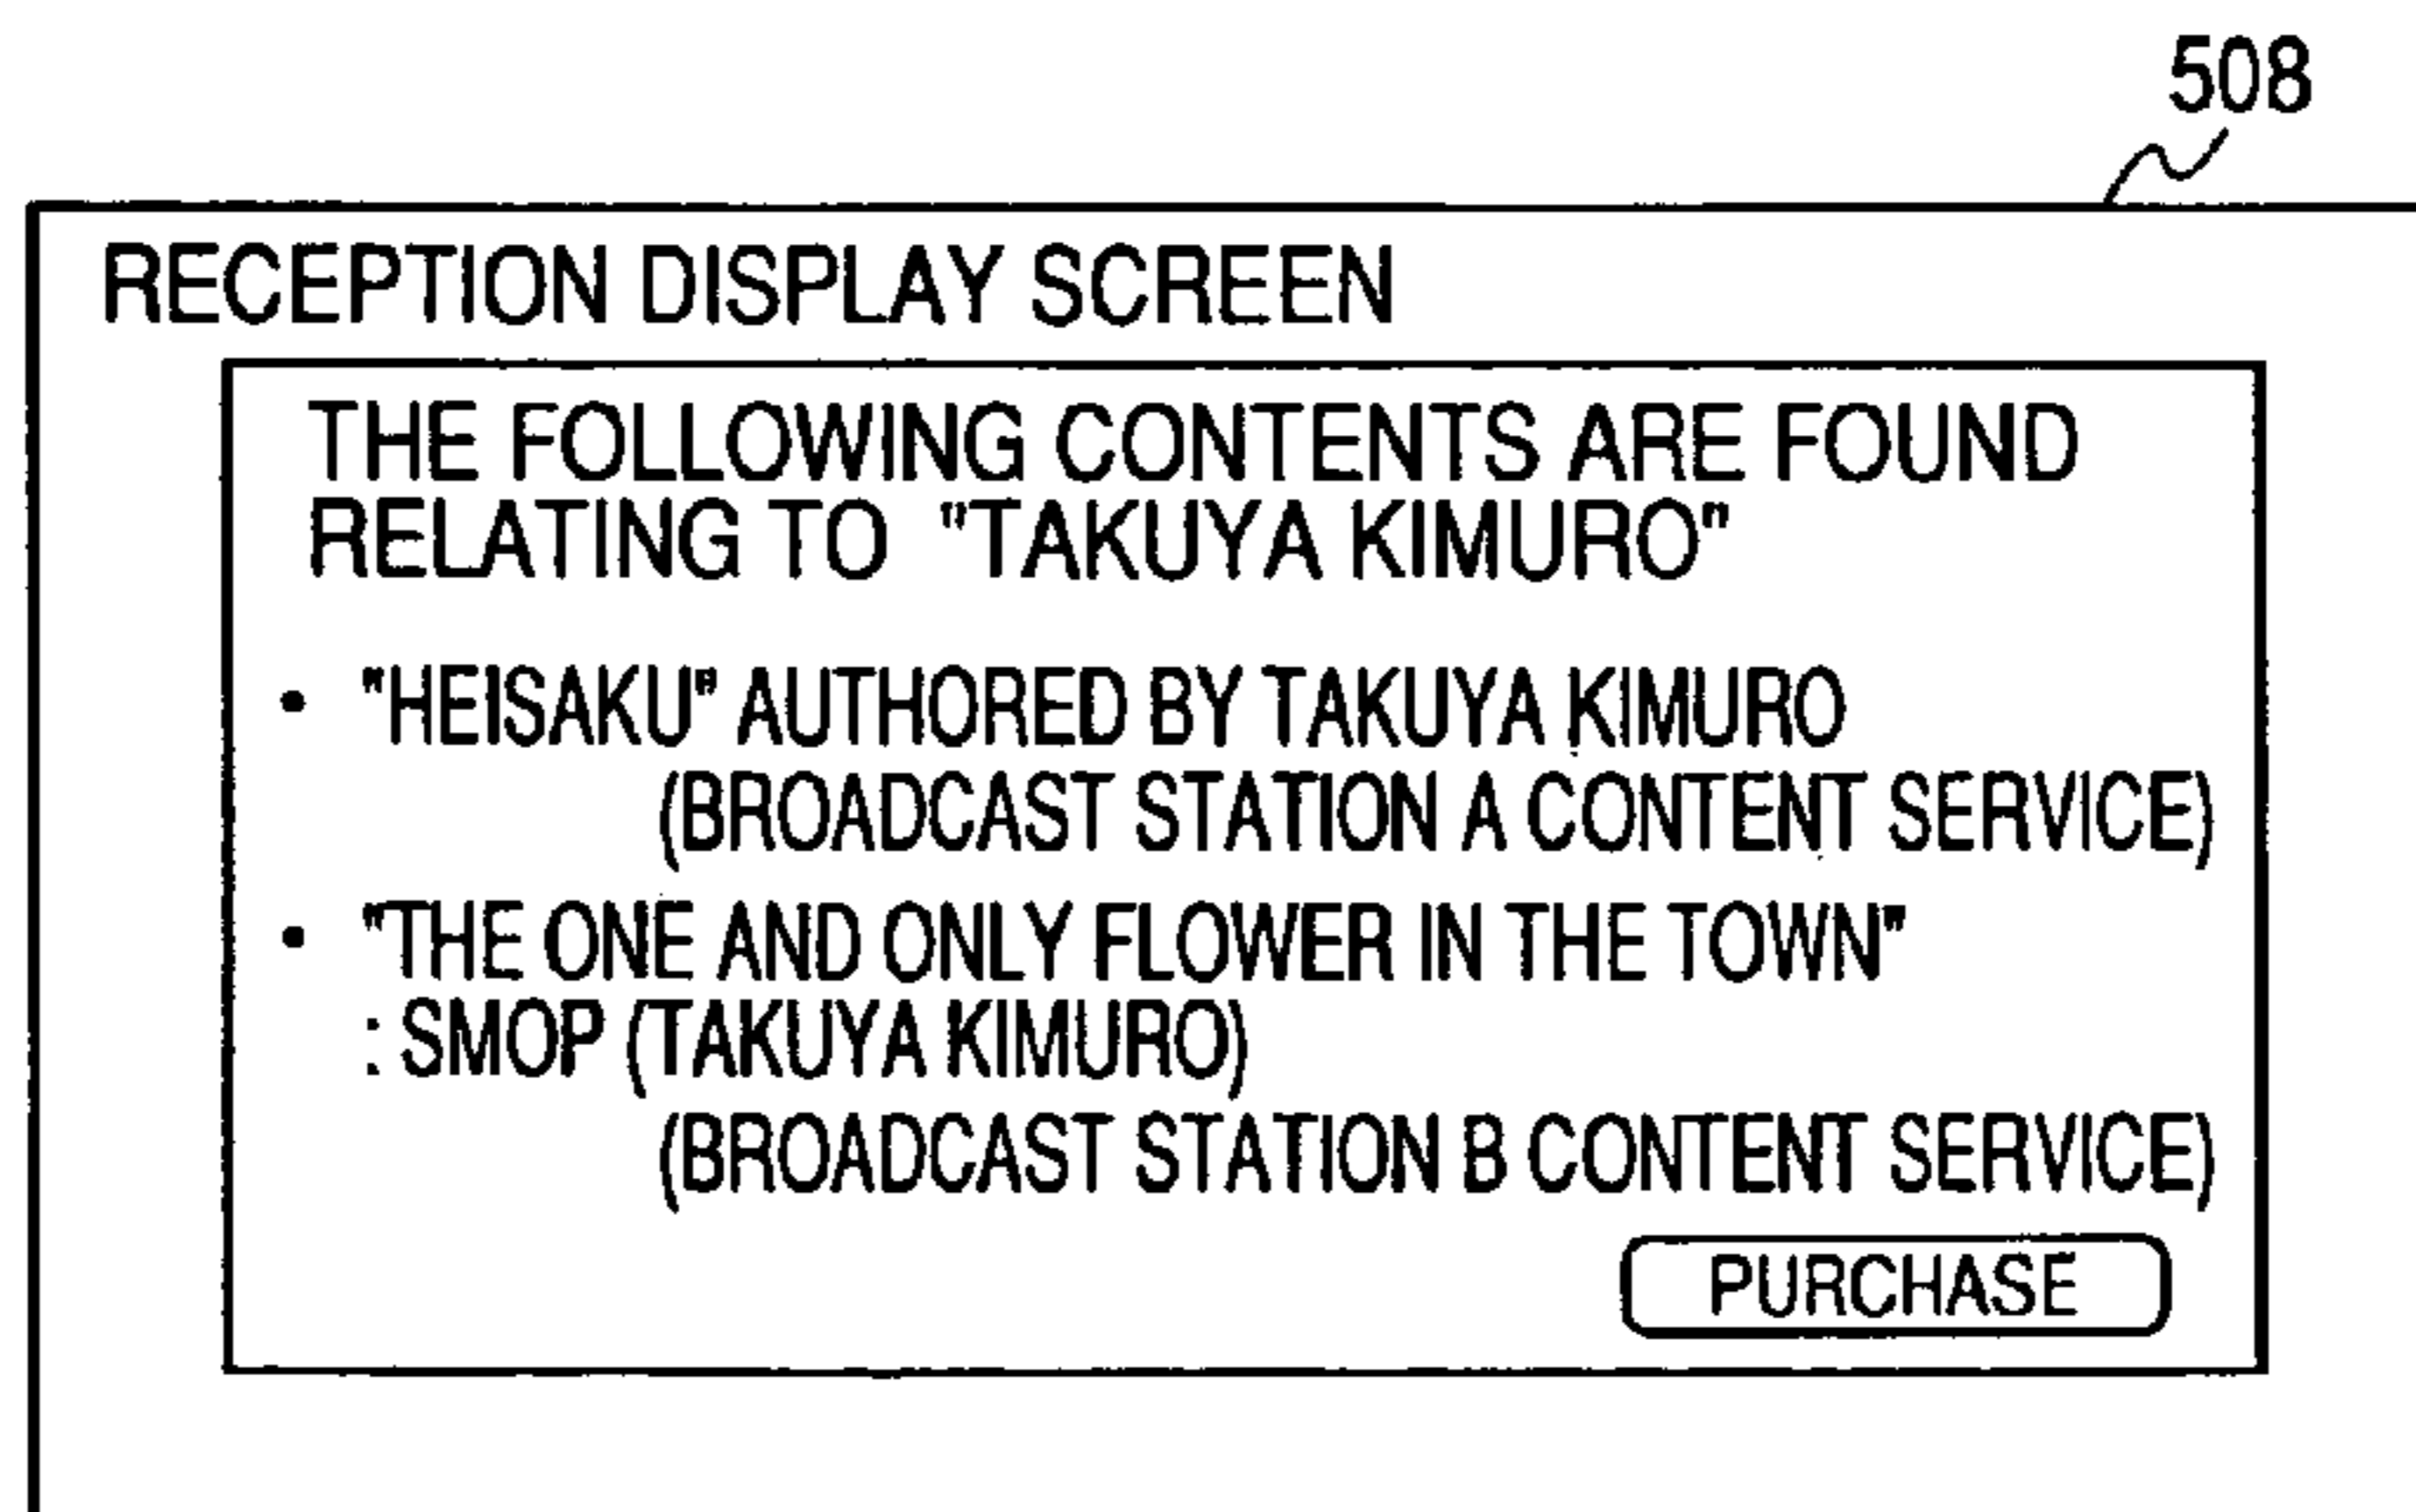 508
RECEPTION DISPLAY SCREEN
THE FOLLOWING CONTENTS ARE FOUND
RELATING TO "TAKUYA KIMURO"
• "HEISAKU" AUTHORED BY TAKUYA KIMURO
(BROADCAST STATION A CONTENT SERVICE)
• "THE ONE AND ONLY FLOWER IN THE TOWN"
: SMOP (TAKUYA KIMURO)
(BROADCAST STATION B CONTENT SERVICE)
PURCHASE